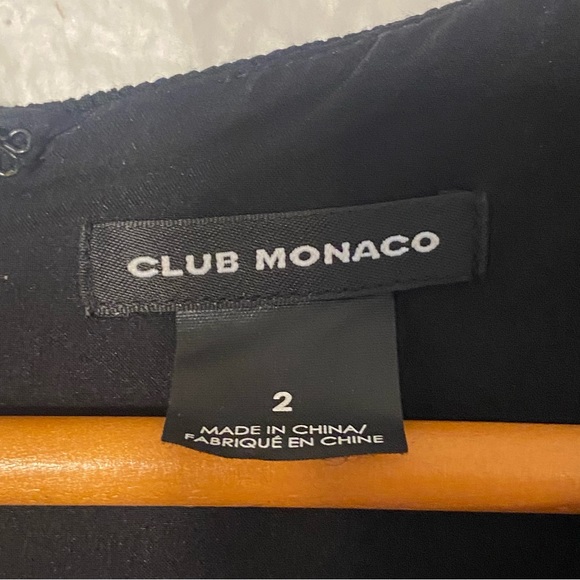 CLUB MONACO
2
MADE IN CHINA/
FABRIQUÉ EN CHINE